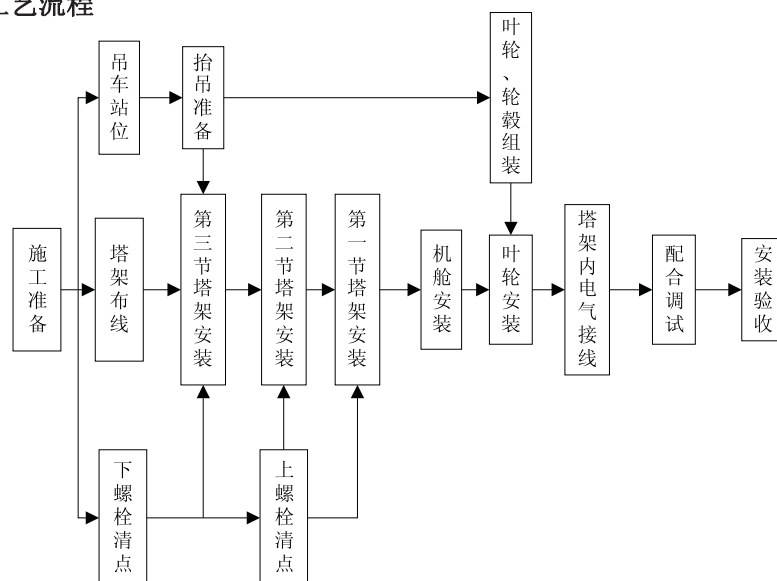 工艺流程
吊车站位
抬吊准备
叶轮、轮毂组装
施工准备
塔架布线
第三节塔架安装
第二节塔架安装
第一节塔架安装
机舱安装
叶轮安装
塔架内电气接线
配合调试
安装验收
下螺栓清点
上螺栓清点